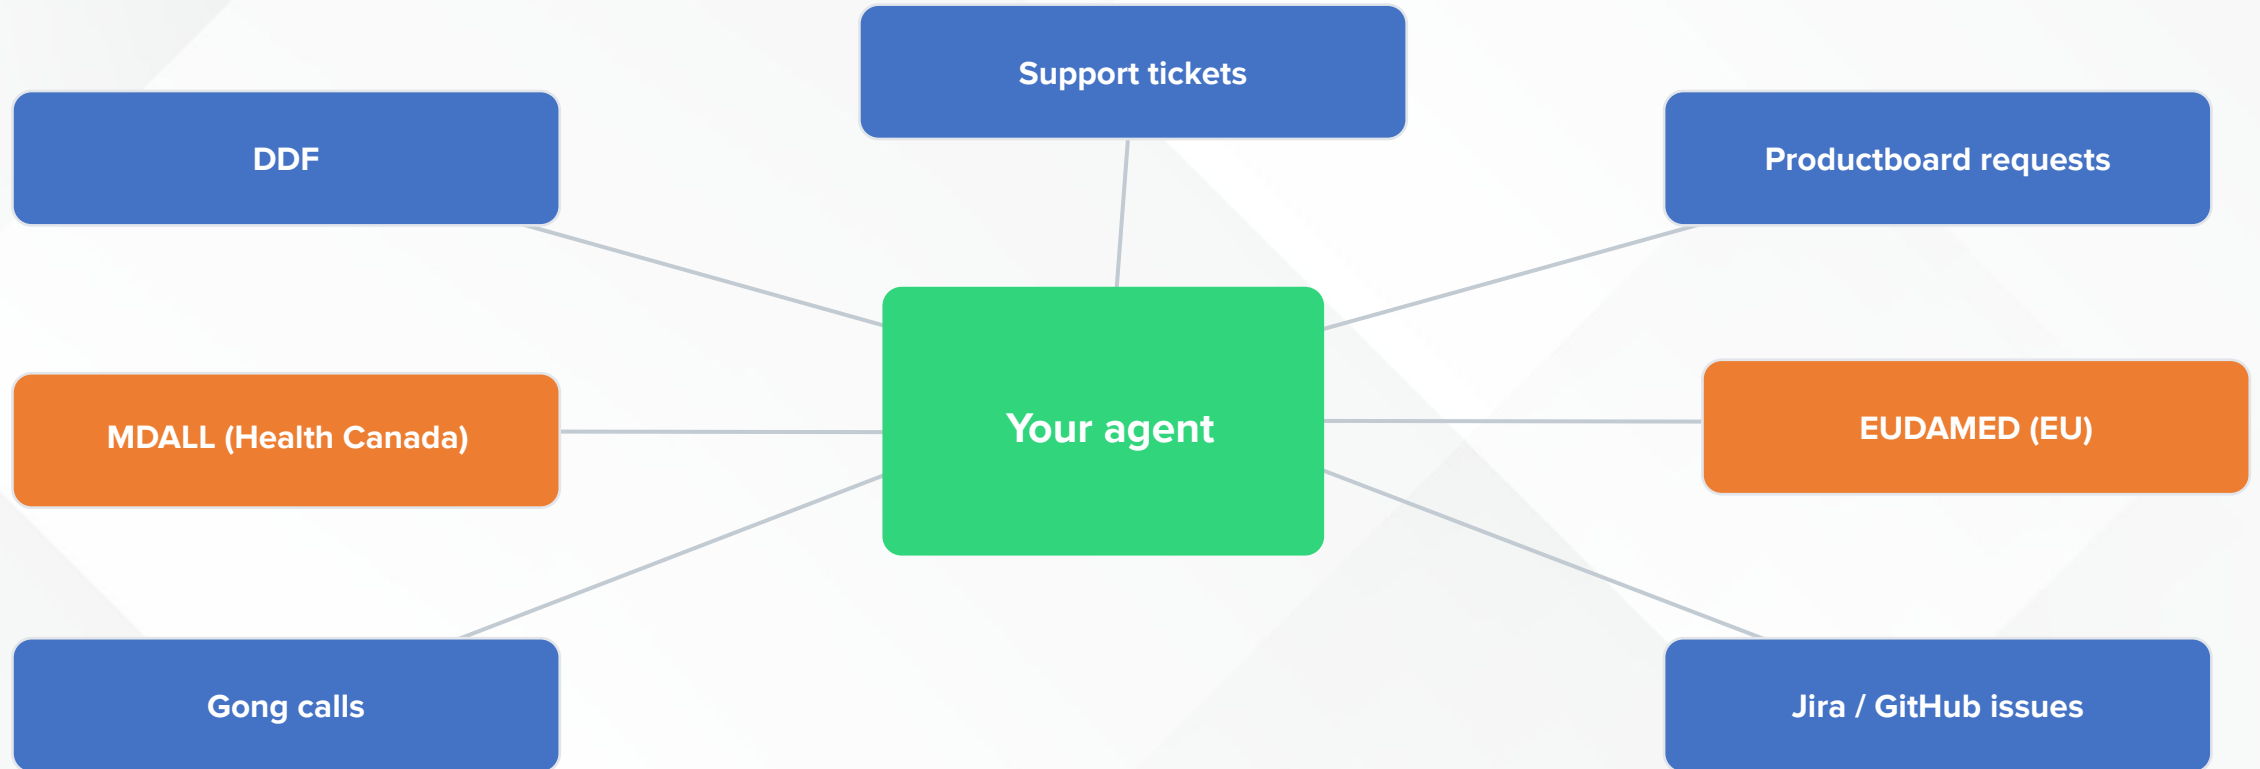 Support tickets
DDF
Productboard requests
Your agent
MDALL (Health Canada)
EUDAMED (EU)
Gong calls
Jira / GitHub issues